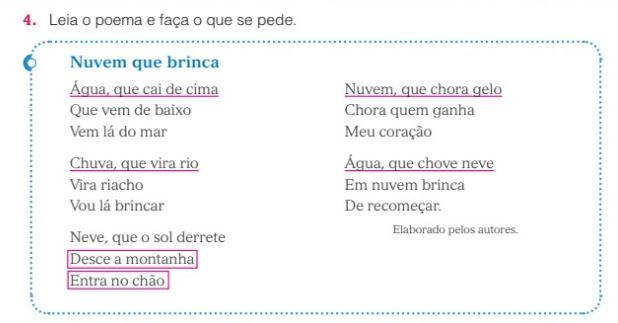 4. Leia o poema e faça o que se pede.
Nuvem que brinca
Água, que cai de cima
Que vem de baixo
Vem lá do mar
Chuva, que vira rio
Vira riacho
Vou lá brincar
Neve, que o sol derrete
Desce a montanha
Entra no chão
Nuvem, que chora gelo
Chora quem ganha
Meu coração
Água, que chove neve
Em nuvem brinca
De recomeçar.
Elaborado pelos autores.